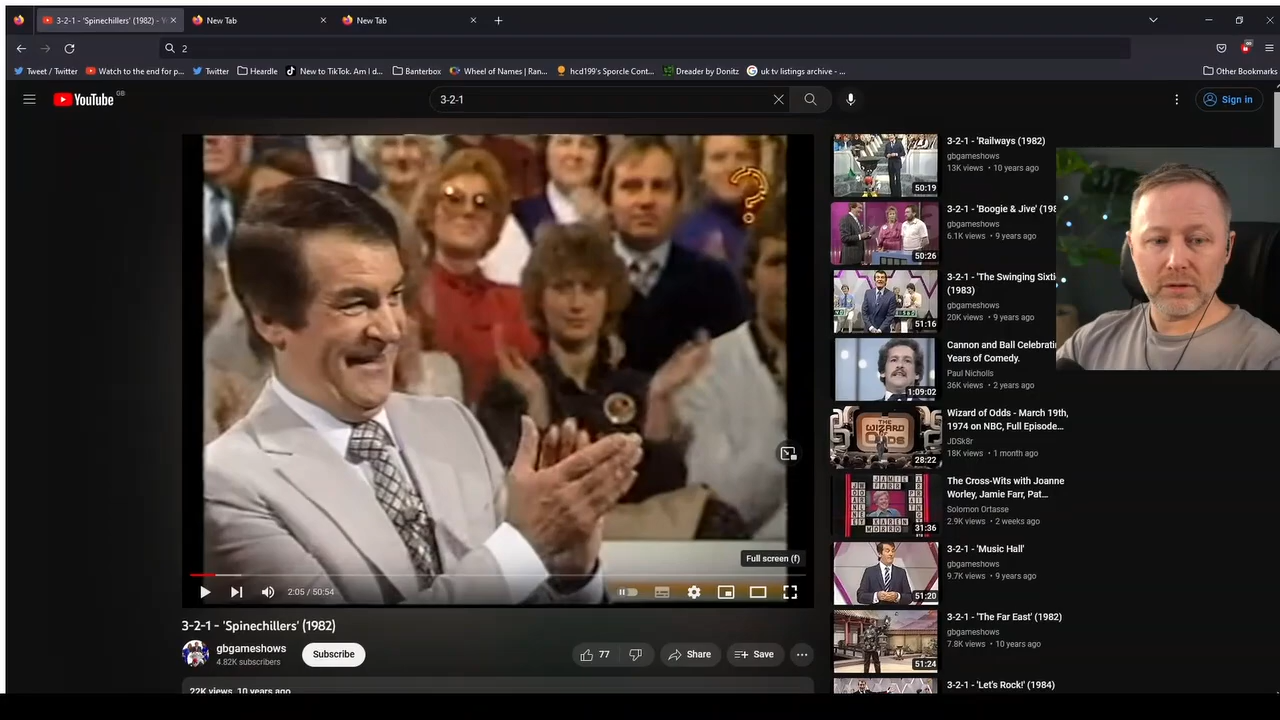 3-2-1 - 'Spinechillers' (1982) - Y
New Tab
New Tab
2
Tweet / Twitter
Watch to the end for p...
Twitter
Heardle
New to TikTok. Am I d...
Banterbox
Wheel of Names | Ran...
hcd199's Sporcle Cont...
Dreader by Donitz
uk tv listings archive - ...
Other Bookmarks
YouTube GB
3-2-1
Sign in
?
Full screen (f)
2:05 / 50:54
3-2-1 - 'Spinechillers' (1982)
gbgameshows
4.82K subscribers
Subscribe
77
Share
Save
22K views  10 years ago
50:19
3-2-1 - 'Railways (1982)
gbgameshows
13K views • 10 years ago
50:26
3-2-1 - 'Boogie & Jive' (198
gbgameshows
6.1K views • 9 years ago
51:16
3-2-1 - 'The Swinging Sixti
(1983)
gbgameshows
20K views • 9 years ago
1:09:02
Cannon and Ball Celebratin
Years of Comedy.
Paul Nicholls
36K views • 2 years ago
THE WIZARD OF ODDS
28:22
Wizard of Odds - March 19th,
1974 on NBC, Full Episode...
JDSk8r
18K views • 1 month ago
31:36
The Cross-Wits with Joanne
Worley, Jamie Farr, Pat...
Solomon Ortasse
2.9K views • 2 weeks ago
51:20
3-2-1 - 'Music Hall'
gbgameshows
9.7K views • 9 years ago
51:24
3-2-1 - 'The Far East' (1982)
gbgameshows
7.8K views • 10 years ago
3-2-1 - 'Let's Rock!' (1984)